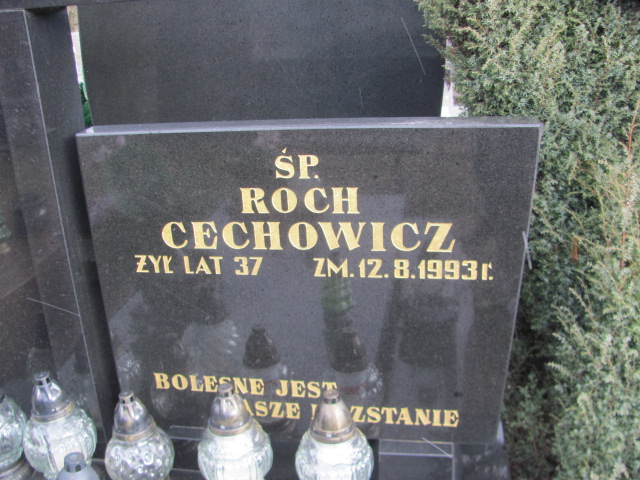 ŚP.
ROCH
CECHOWICZ
ŻYŁ LAT 37 ZM. 12.8.1993 r.
BOLESNE JEST